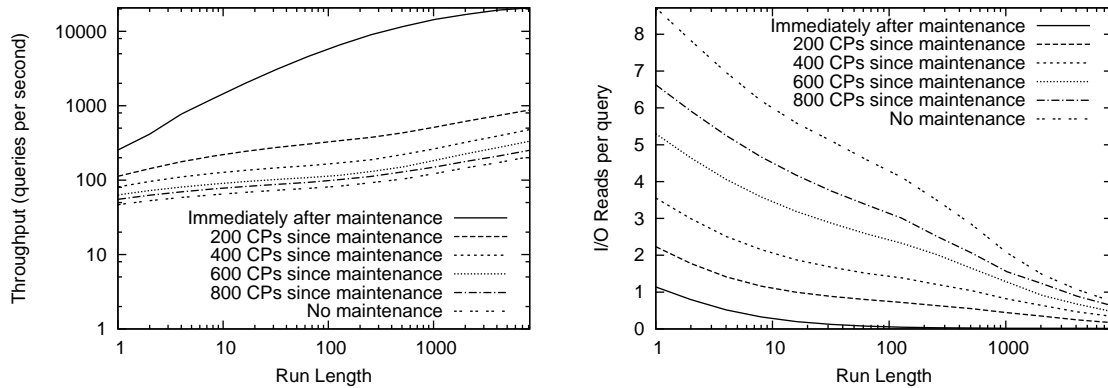 Throughput (queries per second)
10000
1000
100
10
1
Immediately after maintenance
200 CPs since maintenance
400 CPs since maintenance
600 CPs since maintenance
800 CPs since maintenance
No maintenance
1 10 100 1000
Run Length
I/O Reads per query
8
7
6
5
4
3
2
1
0
Immediately after maintenance
200 CPs since maintenance
400 CPs since maintenance
600 CPs since maintenance
800 CPs since maintenance
No maintenance
1 10 100 1000
Run Length